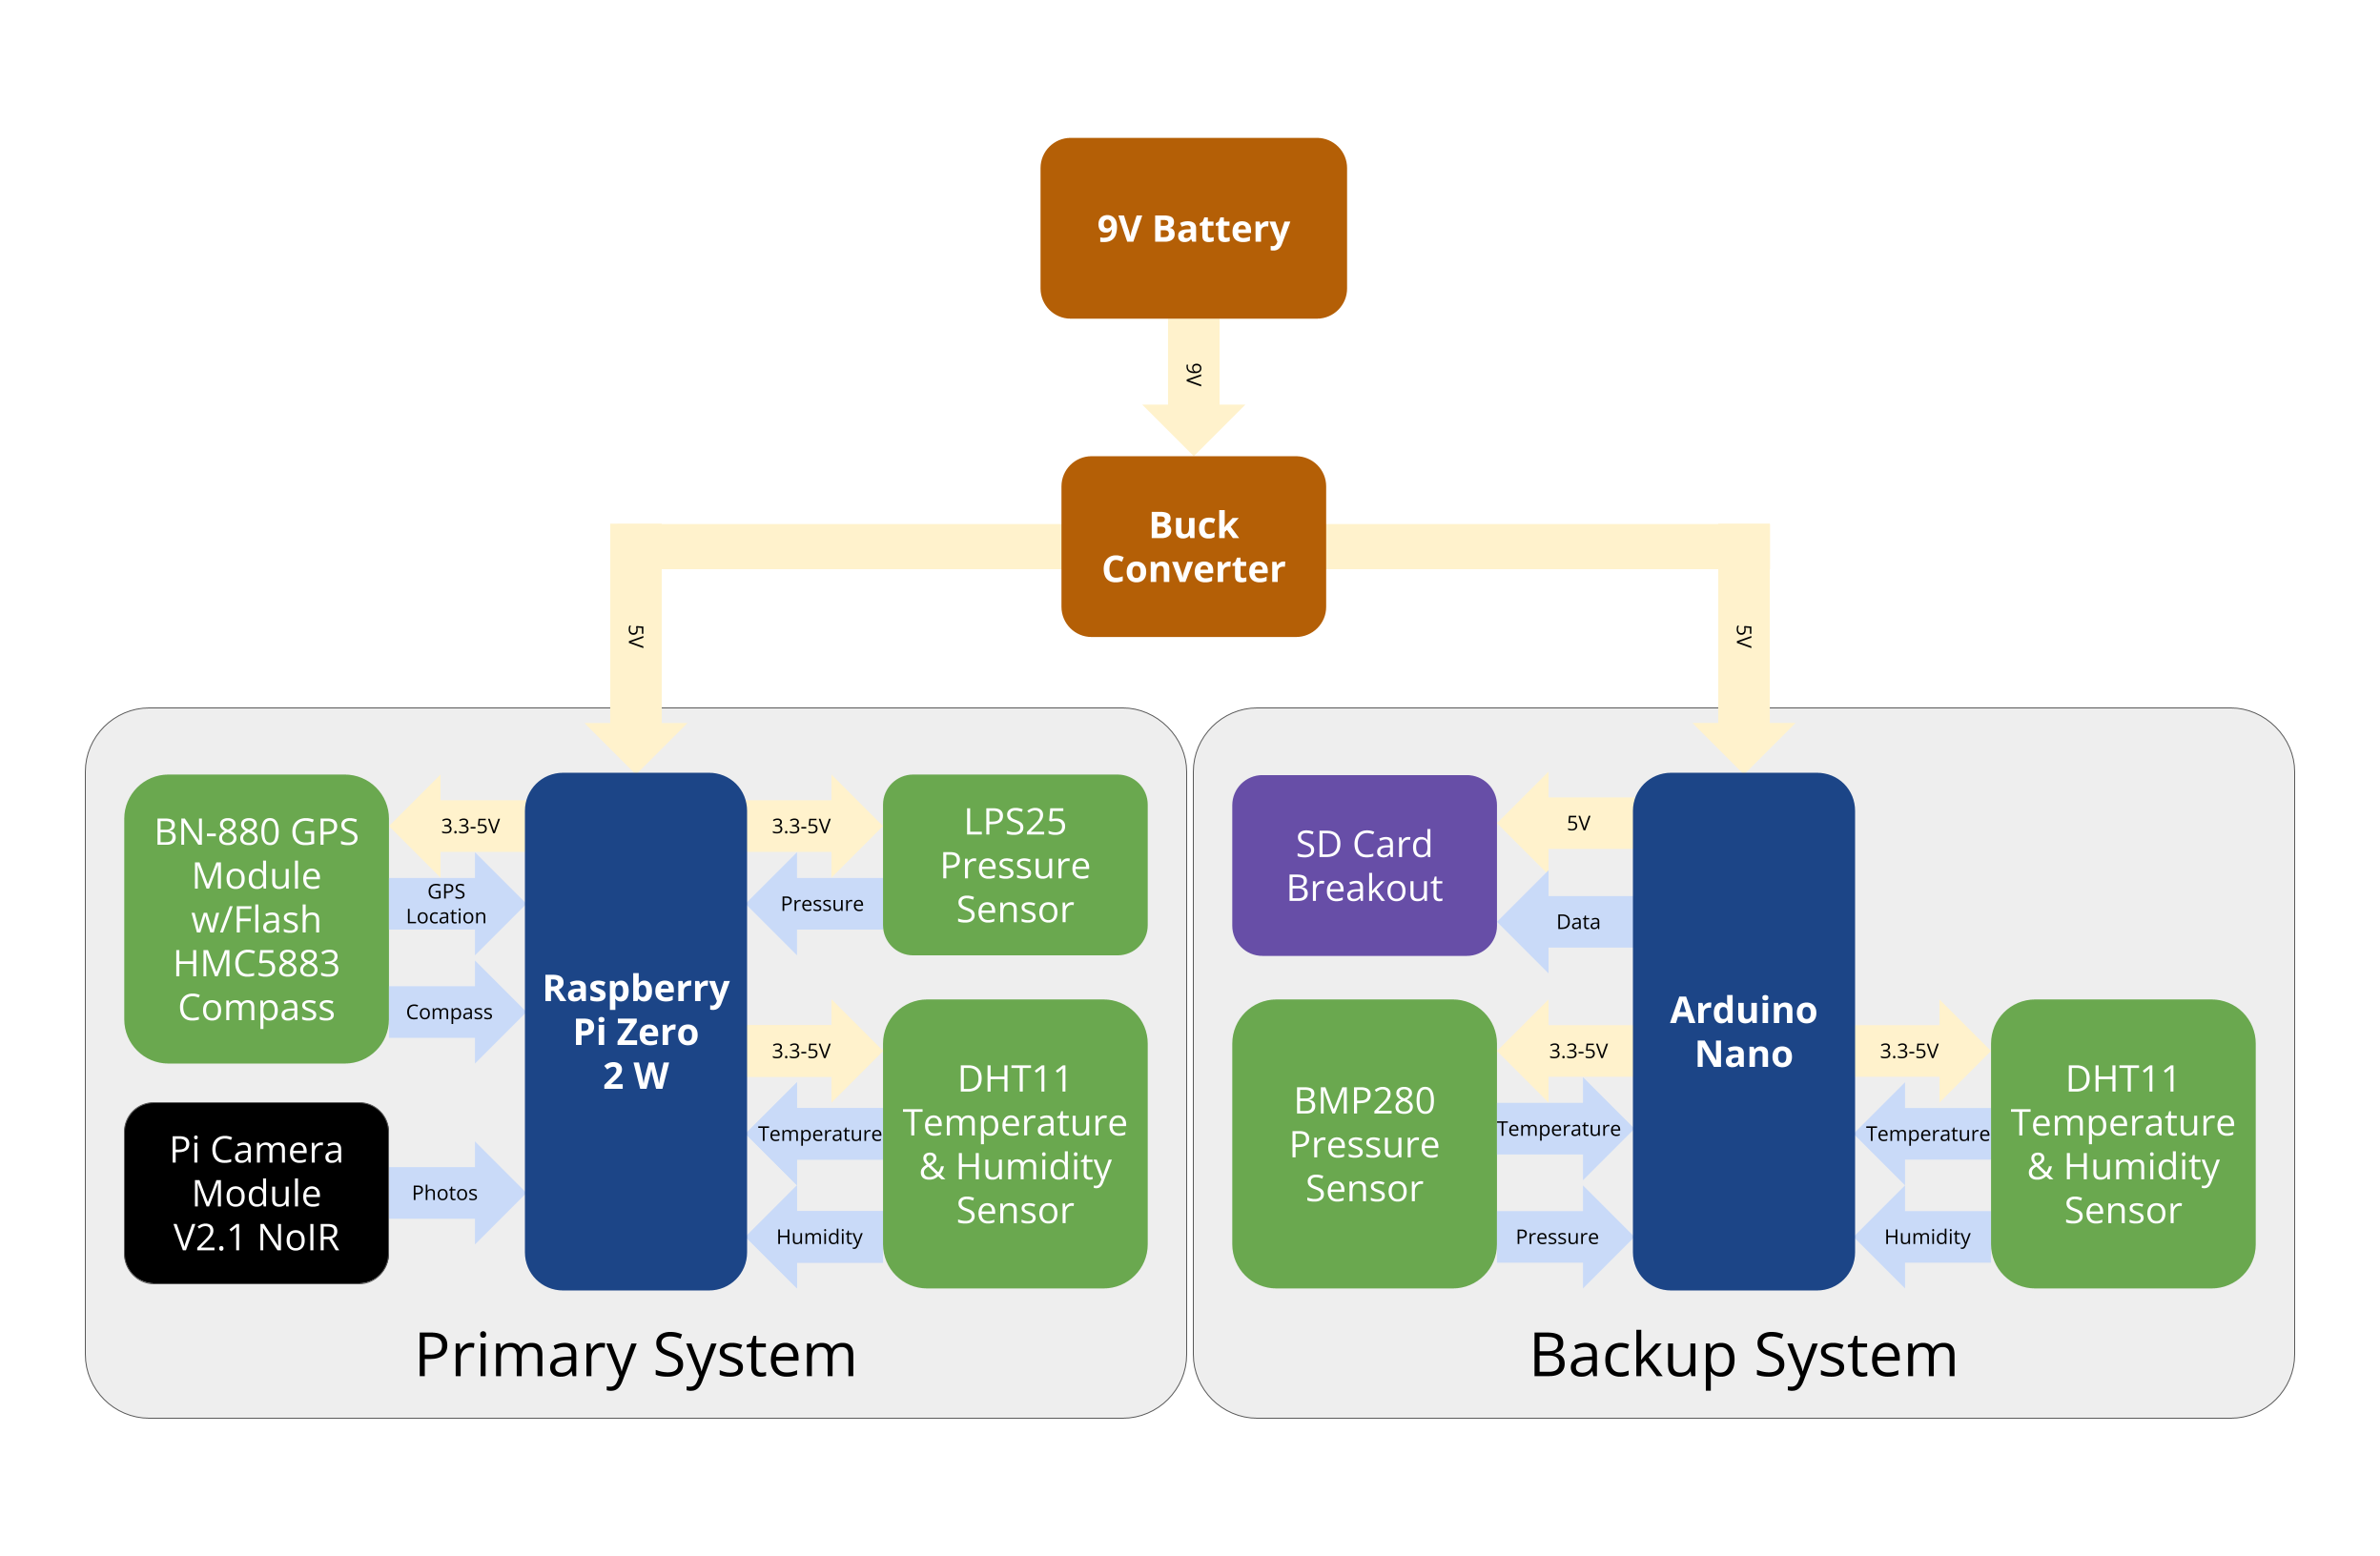 9V Battery
9V
Buck
Converter
5V
5V
BN-880 GPS
Module
w/Flash
HMC5883
Compass
3.3-5V
GPS
Location
Compass
Pi Camera
Module
V2.1 NoIR
Photos
Raspberry
Pi Zero
2 W
3.3-5V
Pressure
LPS25
Pressure
Sensor
3.3-5V
Temperature
Humidity
DHT11
Temperature
& Humidity
Sensor
Primary System
SD Card
Breakout
5V
Data
BMP280
Pressure
Sensor
3.3-5V
Temperature
Pressure
Arduino
Nano
3.3-5V
Temperature
Humidity
DHT11
Temperature
& Humidity
Sensor
Backup System